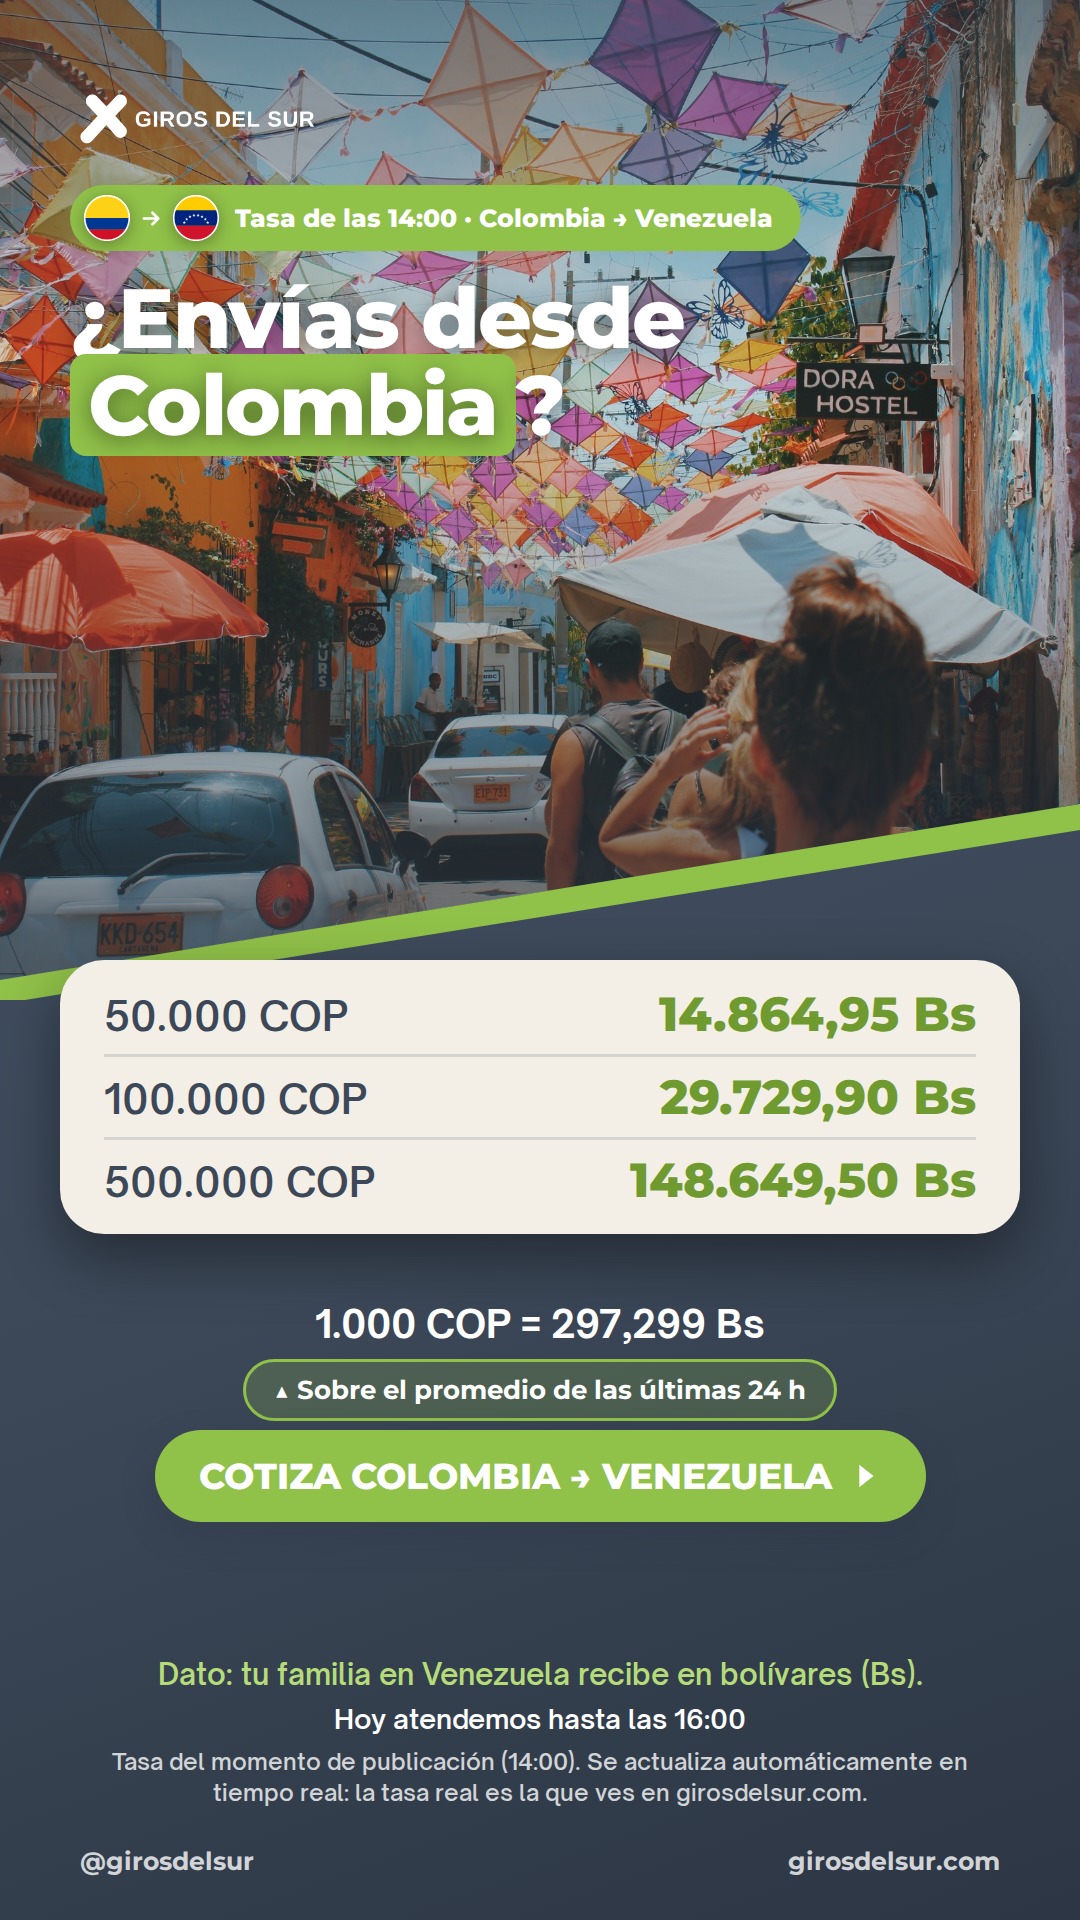 GIROS DEL SUR
Tasa de las 14:00 · Colombia → Venezuela
¿Envías desde
Colombia?
DORA
HOSTEL
MONEY
EXCHANGE
KKD·654
CARTAGENA
50.000 COP 14.864,95 Bs
100.000 COP 29.729,90 Bs
500.000 COP 148.649,50 Bs
1.000 COP = 297,299 Bs
▲ Sobre el promedio de las últimas 24 h
COTIZA COLOMBIA → VENEZUELA
Dato: tu familia en Venezuela recibe en bolívares (Bs).
Hoy atendemos hasta las 16:00
Tasa del momento de publicación (14:00). Se actualiza automáticamente en
tiempo real: la tasa real es la que ves en girosdelsur.com.
@girosdelsur girosdelsur.com